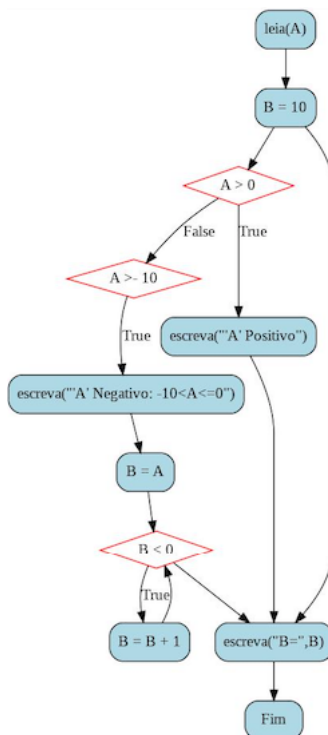 leia(A)
B = 10
A > 0
False
True
A >- 10
escreva("'A' Positivo")
True
escreva("'A' Negativo: -10<A<=0")
B = A
B < 0
True
B = B + 1
escreva("B=",B)
Fim